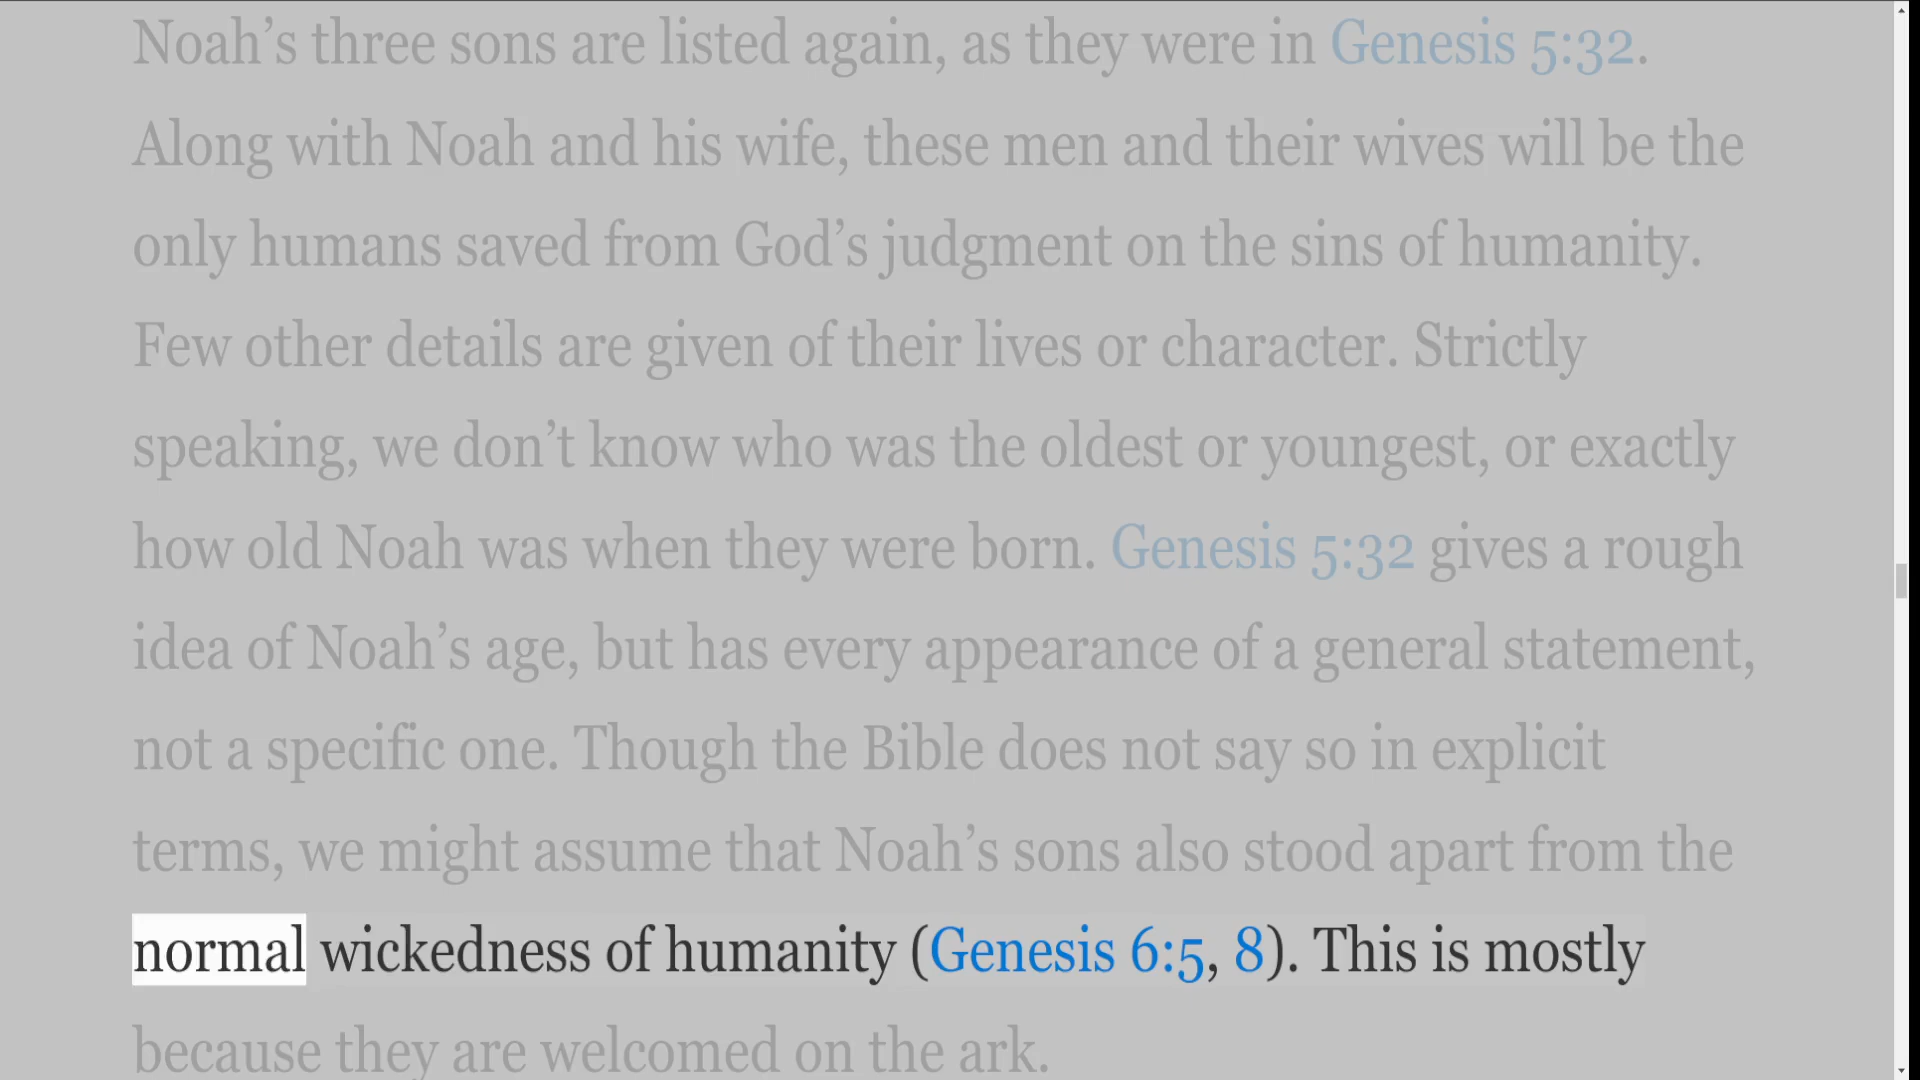 Noah’s three sons are listed again, as they were in Genesis 5:32.
Along with Noah and his wife, these men and their wives will be the
only humans saved from God’s judgment on the sins of humanity.
Few other details are given of their lives or character. Strictly
speaking, we don’t know who was the oldest or youngest, or exactly
how old Noah was when they were born. Genesis 5:32 gives a rough
idea of Noah’s age, but has every appearance of a general statement,
not a specific one. Though the Bible does not say so in explicit
terms, we might assume that Noah’s sons also stood apart from the
normal wickedness of humanity (Genesis 6:5, 8). This is mostly
because they are welcomed on the ark.